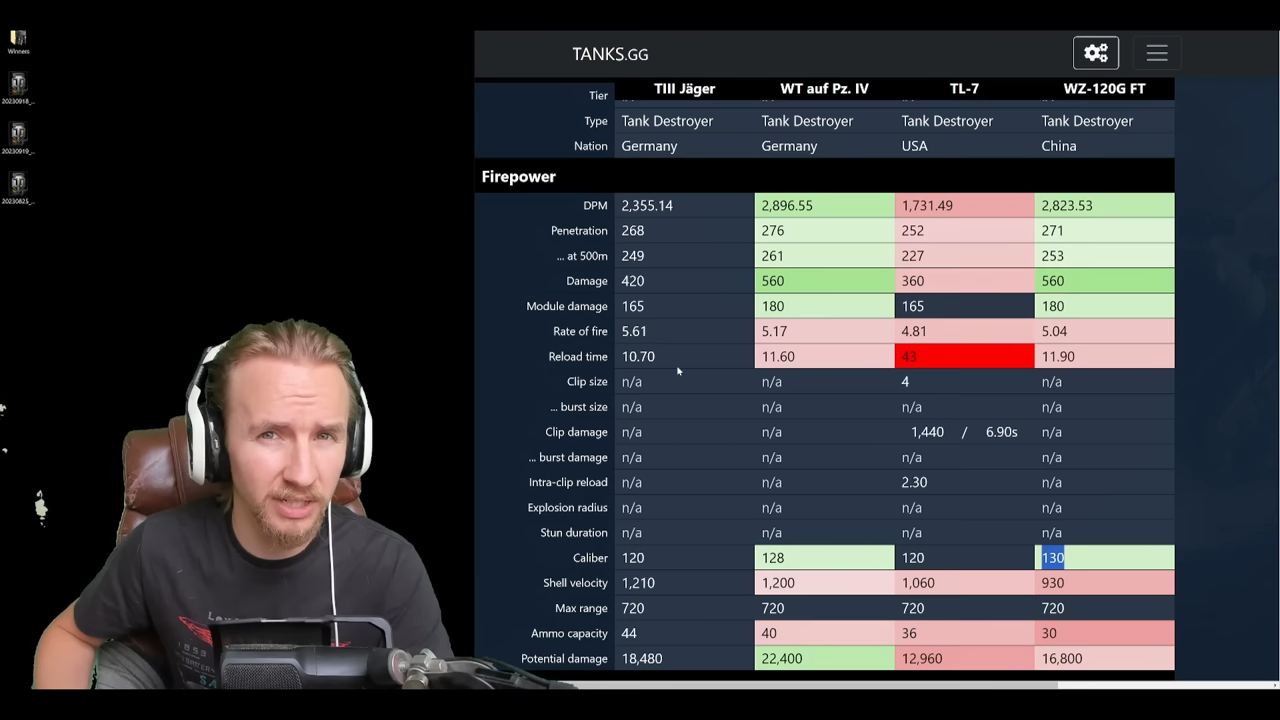 TANKS.GG
Winners
20230918_...
20230919_...
20230825_...
TIII Jäger WT auf Pz. IV TL-7 WZ-120G FT
Tier
Type Tank Destroyer Tank Destroyer Tank Destroyer Tank Destroyer
Nation Germany Germany USA China
Firepower
DPM 2,355.14 2,896.55 1,731.49 2,823.53
Penetration 268 276 252 271
... at 500m 249 261 227 253
Damage 420 560 360 560
Module damage 165 180 165 180
Rate of fire 5.61 5.17 4.81 5.04
Reload time 10.70 11.60 43 11.90
Clip size n/a n/a 4 n/a
... burst size n/a n/a n/a n/a
Clip damage n/a n/a 1,440 / 6.90s n/a
... burst damage n/a n/a n/a n/a
Intra-clip reload n/a n/a 2.30 n/a
Explosion radius n/a n/a n/a n/a
Stun duration n/a n/a n/a n/a
Caliber 120 128 120 130
Shell velocity 1,210 1,200 1,060 930
Max range 720 720 720 720
Ammo capacity 44 40 36 30
Potential damage 18,480 22,400 12,960 16,800